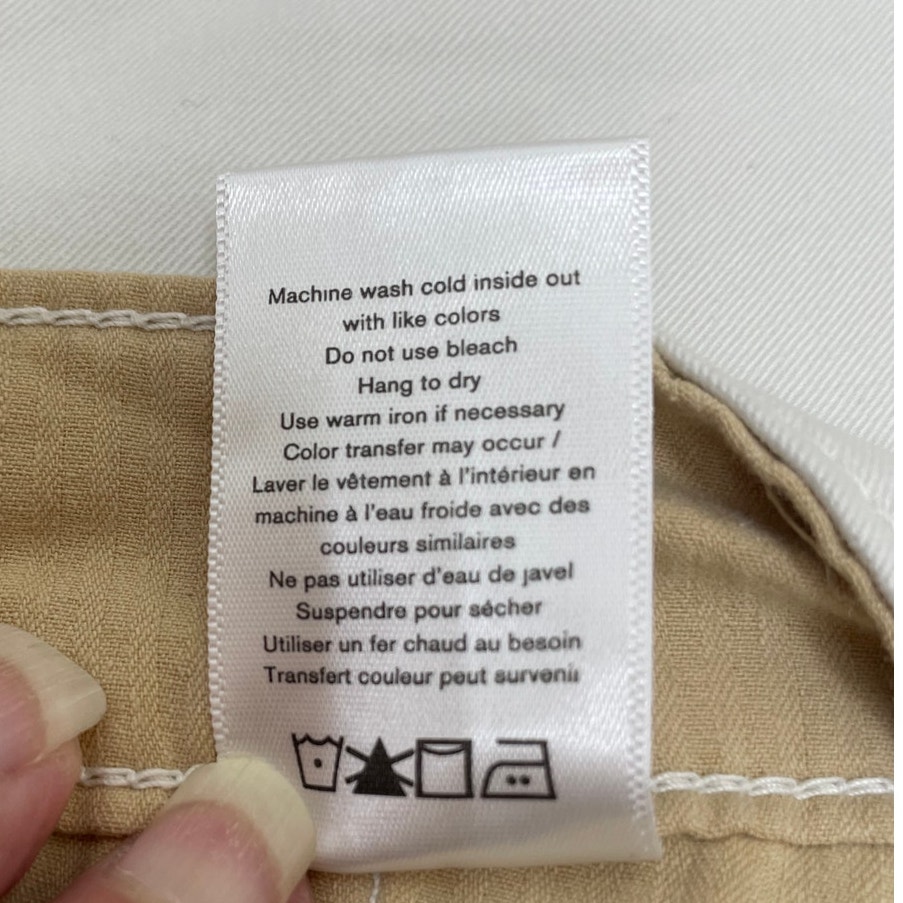 Machine wash cold inside out
with like colors
Do not use bleach
Hang to dry
Use warm iron if necessary
Color transfer may occur /
Laver le vêtement à l'intérieur en
machine à l'eau froide avec des
couleurs similaires
Ne pas utiliser d'eau de javel
Suspendre pour sécher
Utiliser un fer chaud au besoin
Transfert couleur peut survenir